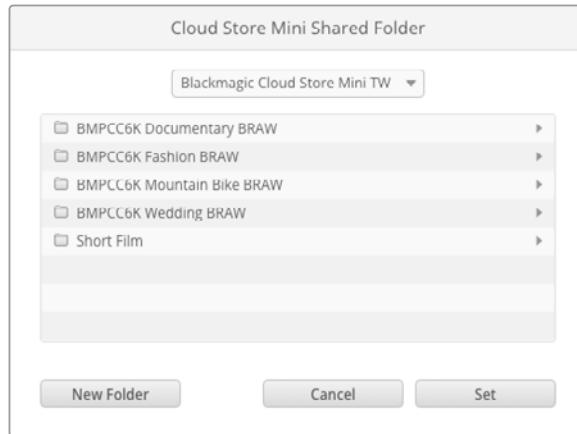 Cloud Store Mini Shared Folder
Blackmagic Cloud Store Mini TW
BMPCC6K Documentary BRAW
BMPCC6K Fashion BRAW
BMPCC6K Mountain Bike BRAW
BMPCC6K Wedding BRAW
Short Film
New Folder Cancel Set